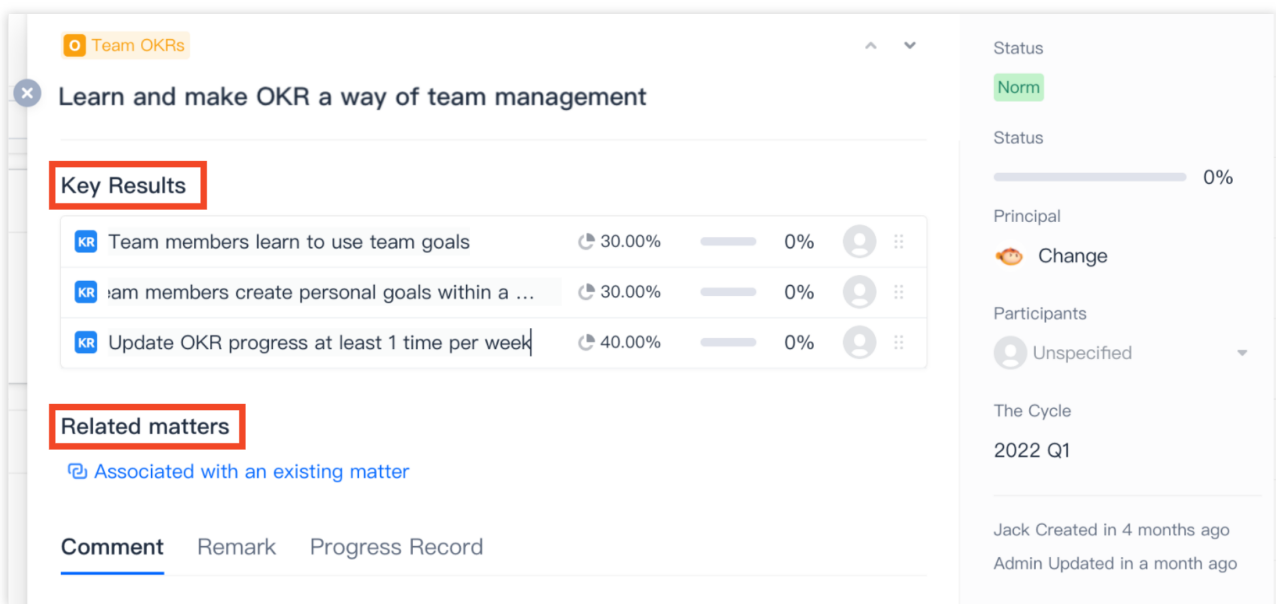 O Team OKRs
Learn and make OKR a way of team management
Key Results
KR Team members learn to use team goals 30.00% 0%
KR members create personal goals within a ... 30.00% 0%
KR Update OKR progress at least 1 time per week 40.00% 0%
Related matters
Associated with an existing matter
Comment Remark Progress Record
Status
Norm
Status
0%
Principal
Change
Participants
Unspecified
The Cycle
2022 Q1
Jack Created in 4 months ago
Admin Updated in a month ago